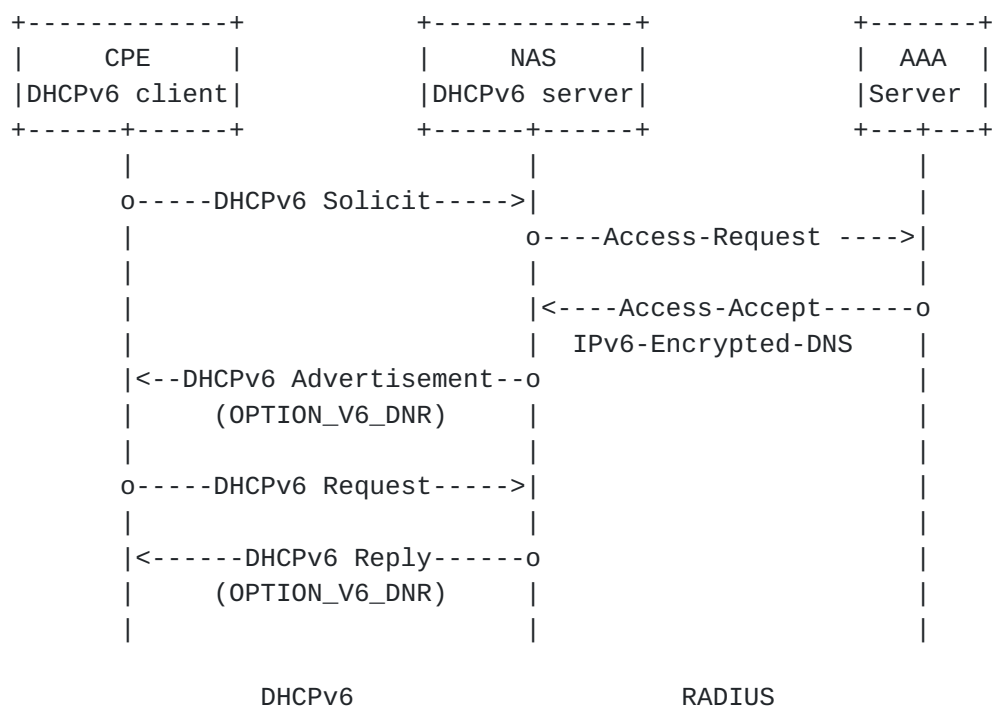 +-------------+           +-------------+             +-------+
|     CPE     |           |     NAS     |             |  AAA  |
|DHCPv6 client|           |DHCPv6 server|             |Server |
+------+------+           +------+------+             +---+---+
       |                         |                        |
       o-----DHCPv6 Solicit----->|                        |
       |                         o----Access-Request ---->|
       |                         |                        |
       |                         |<----Access-Accept------o
       |                         |  IPv6-Encrypted-DNS    |
       |<--DHCPv6 Advertisement--o                        |
       |     (OPTION_V6_DNR)     |                        |
       |                         |                        |
       o-----DHCPv6 Request----->|                        |
       |                         |                        |
       |<------DHCPv6 Reply------o                        |
       |     (OPTION_V6_DNR)     |                        |
       |                         |                        |
                DHCPv6                     RADIUS